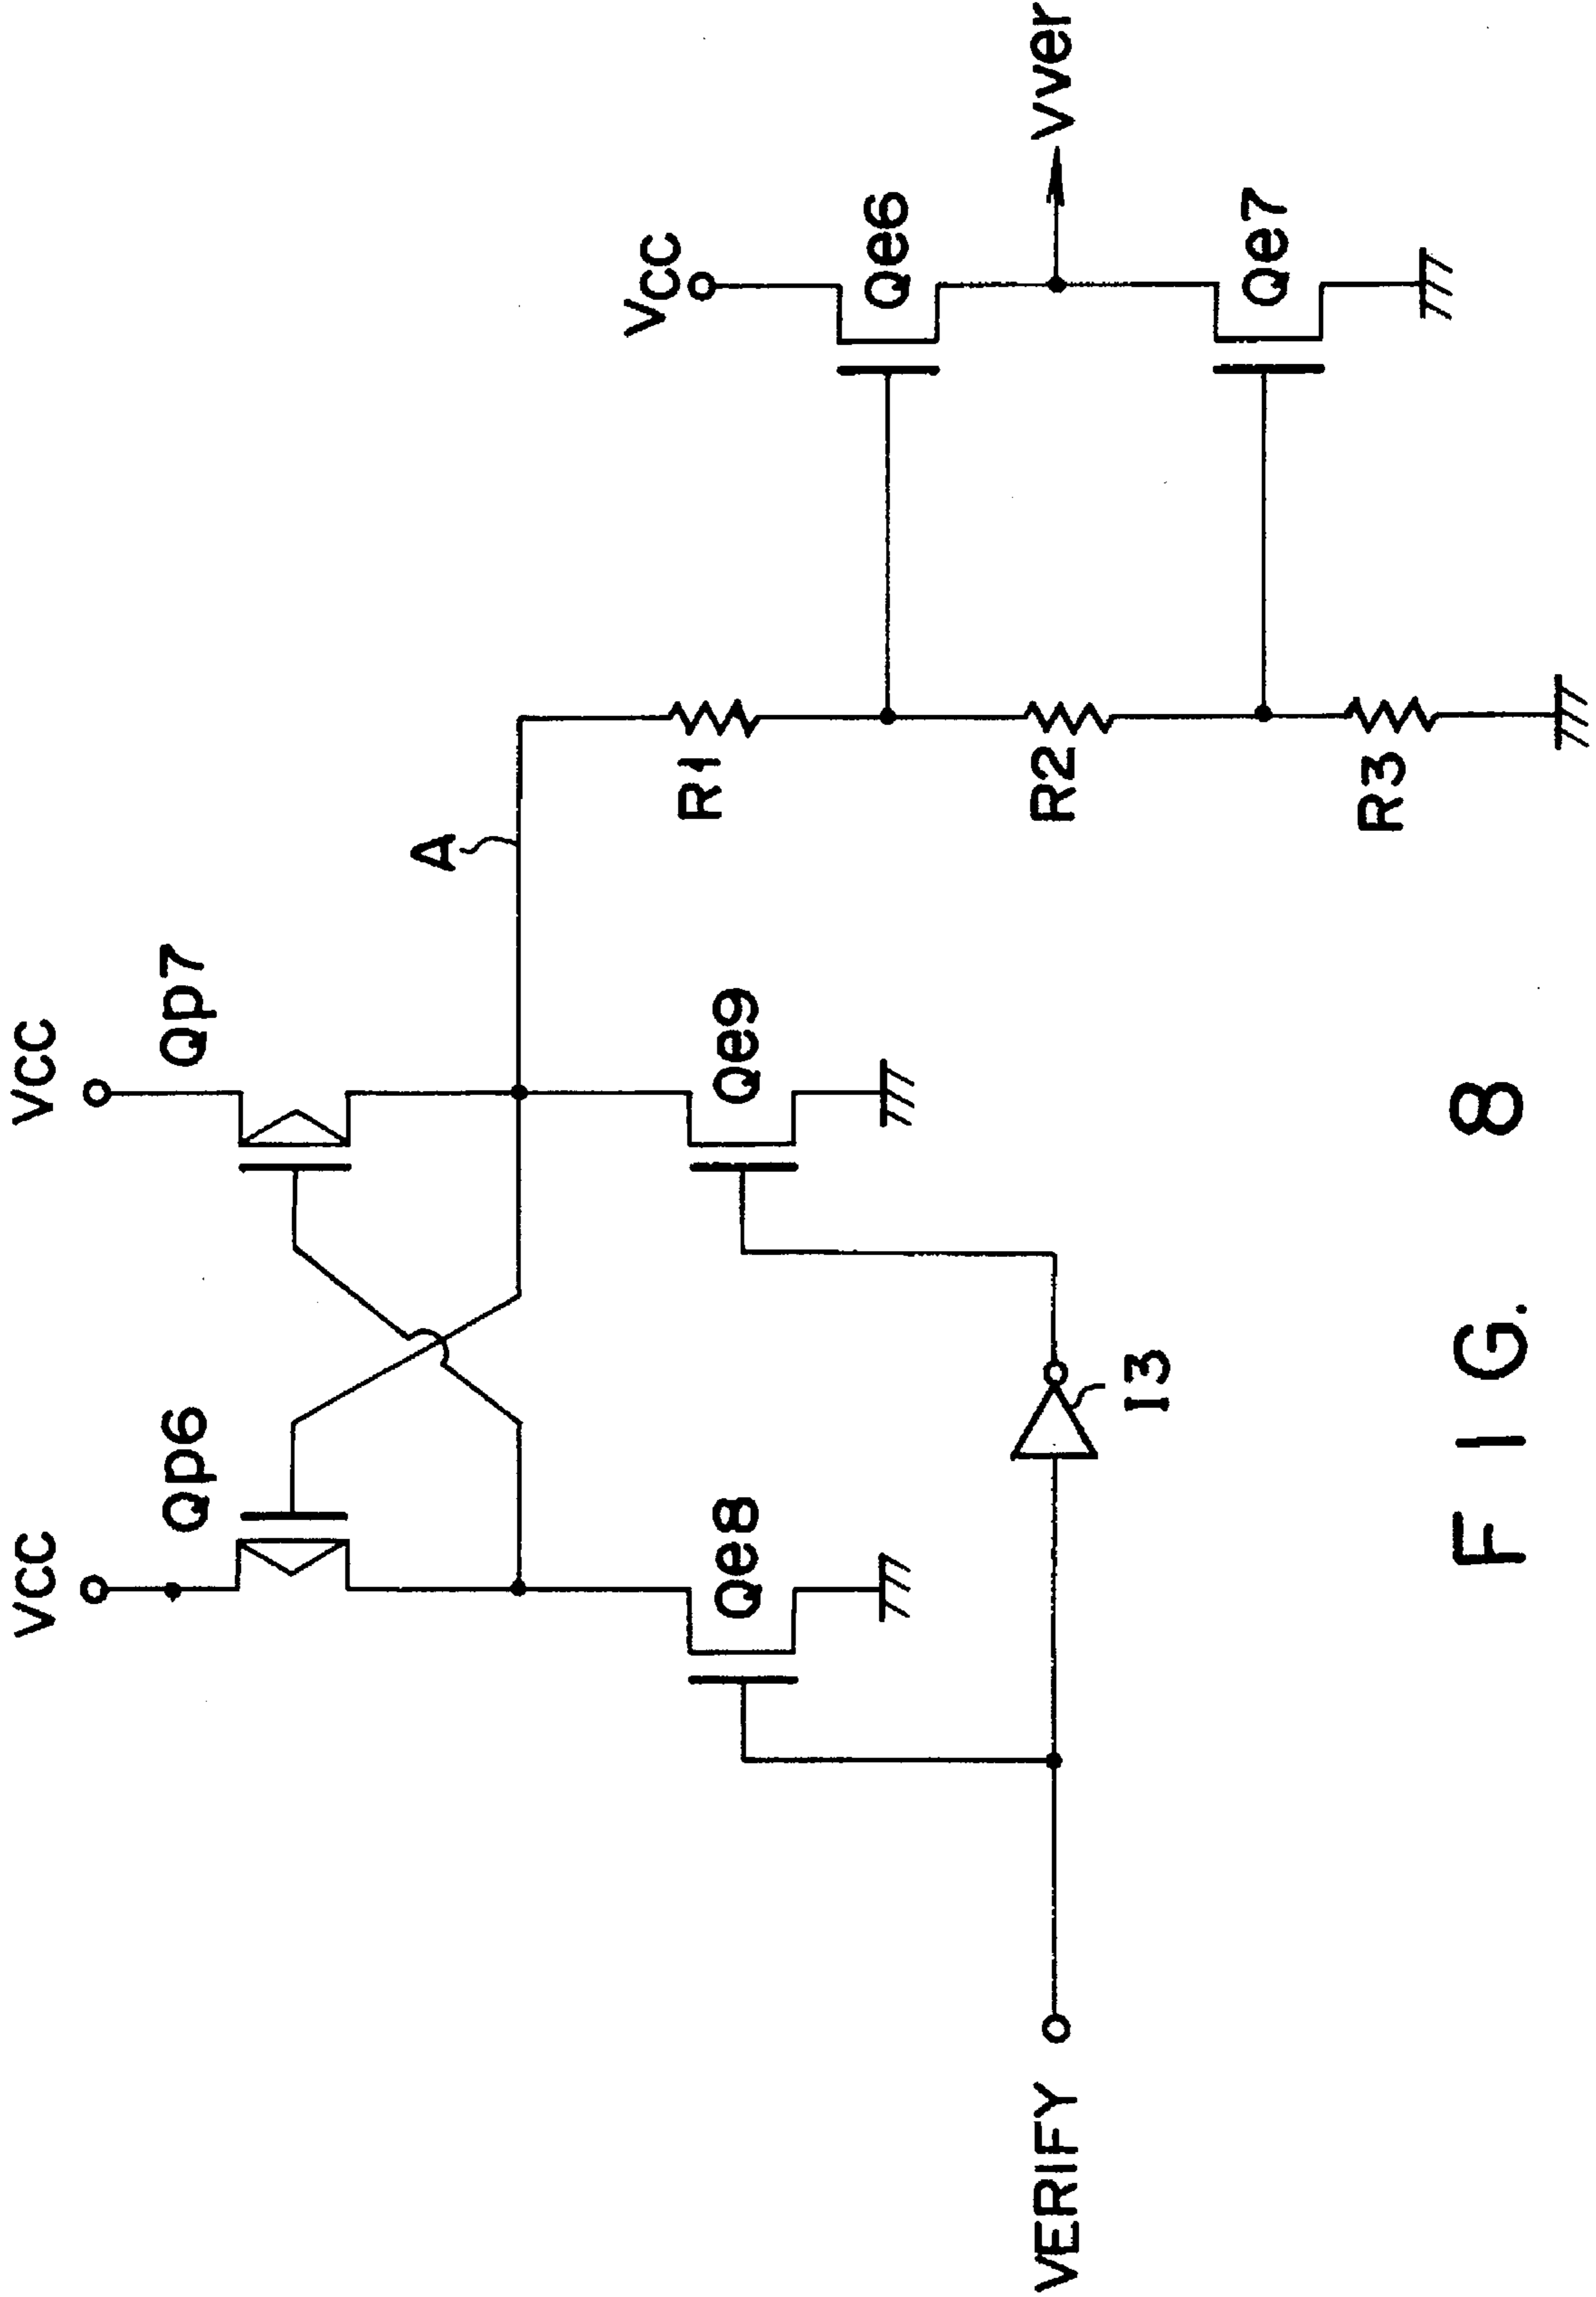 Vcc
Vcc
Qp6
Qp7
A
Vcc
Qe8
Qe9
R1
Qe6
VERIFY
I3
R2
Vver
Qe7
R3
FIG. 8